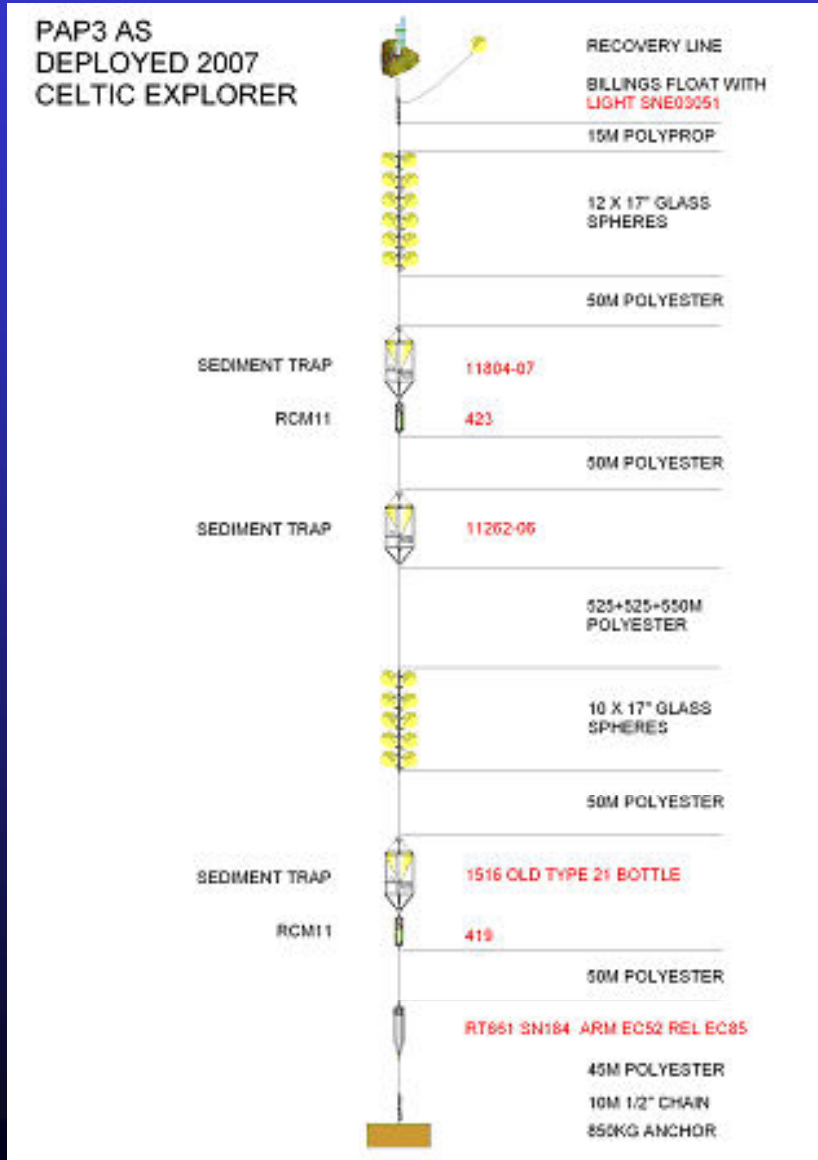 PAP3 AS
DEPLOYED 2007
CELTIC EXPLORER
RECOVERY LINE
BILLINGS FLOAT WITH
LIGHT SNE03051
15M POLYPROP
12 X 17" GLASS
SPHERES
50M POLYESTER
SEDIMENT TRAP
11804-07
RCM11
423
50M POLYESTER
SEDIMENT TRAP
11262-06
525+525+550M
POLYESTER
10 X 17" GLASS
SPHERES
50M POLYESTER
SEDIMENT TRAP
1516 OLD TYPE 21 BOTTLE
RCM11
419
50M POLYESTER
RT661 SN184 ARM EC52 REL EC85
45M POLYESTER
10M 1/2" CHAIN
850KG ANCHOR